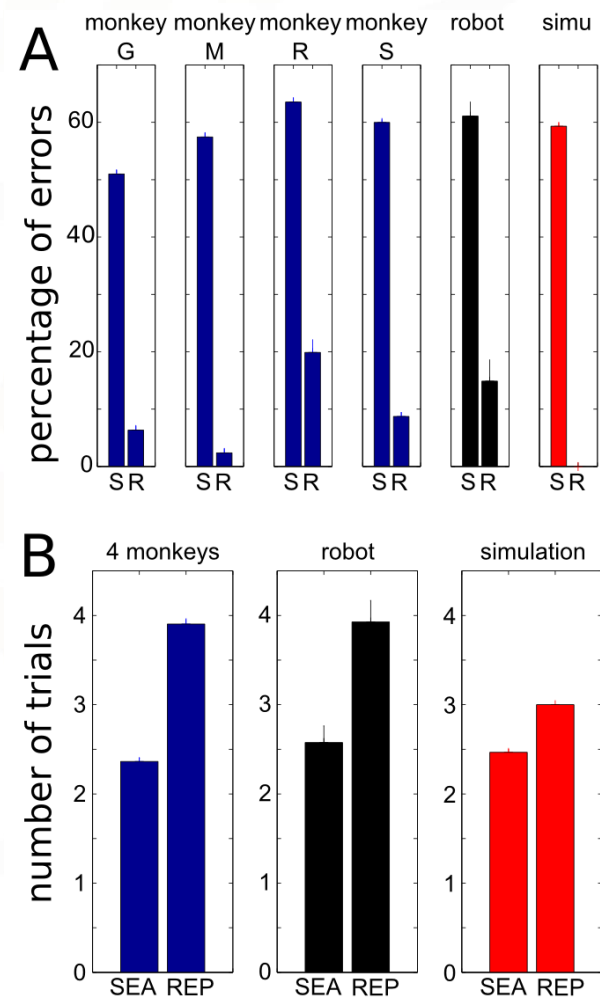 A
monkey monkey monkey monkey robot simu
G M R S
percentage of errors
60
40
20
0
S R S R S R S R S R S R
B
4 monkeys robot simulation
number of trials
4 4 4
3 3 3
2 2 2
1 1 1
0 0 0
SEA REP SEA REP SEA REP